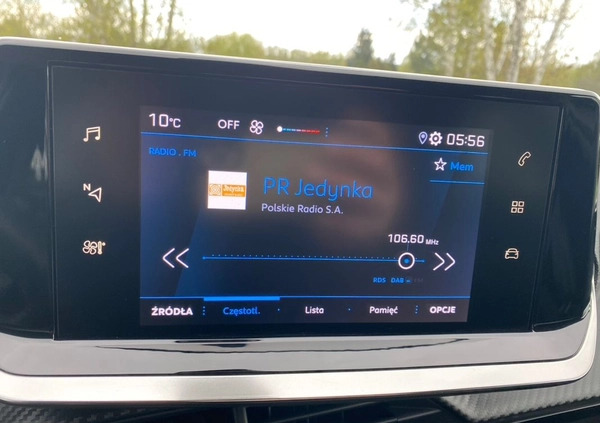 10°C OFF 05:56
RADIO . FM
Mem
N
Jedynka
PR Jedynka
Polskie Radio S.A.
106.60 MHz
RDS DAB
ŹRÓDŁA Częstotl. Lista Pamięć OPCJE